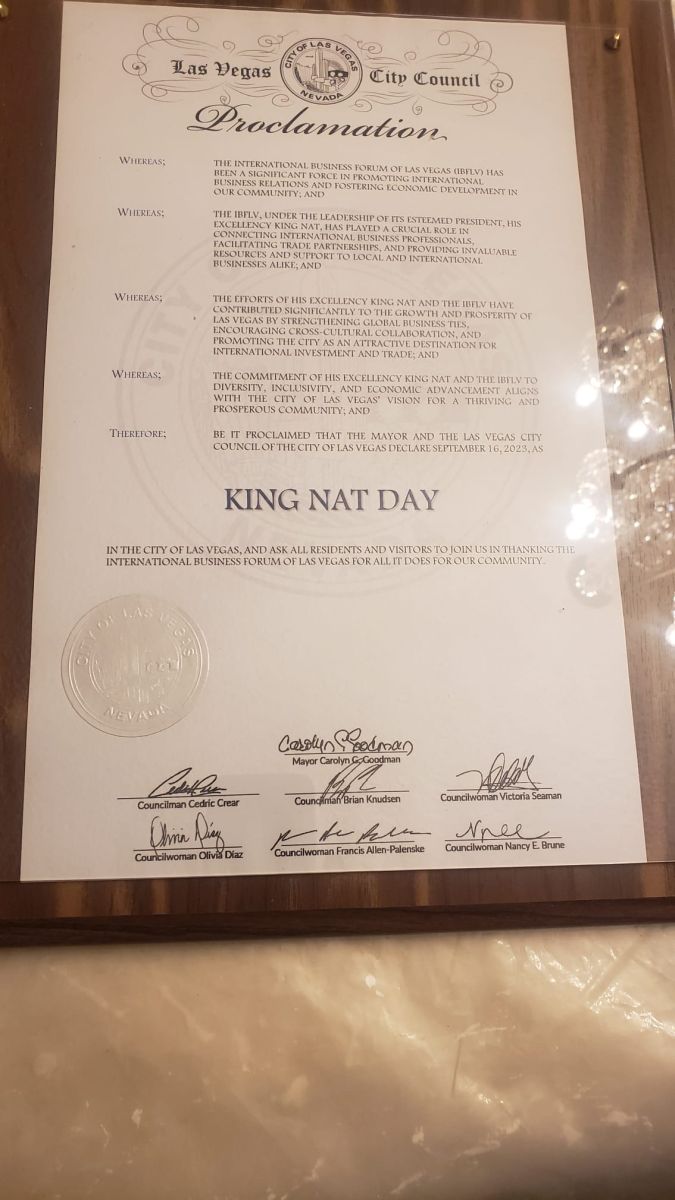 Las Vegas City Council
CITY OF LAS VEGAS
NEVADA
Proclamation
WHEREAS; THE INTERNATIONAL BUSINESS FORUM OF LAS VEGAS (IBFLV) HAS
BEEN A SIGNIFICANT FORCE IN PROMOTING INTERNATIONAL
BUSINESS RELATIONS AND FOSTERING ECONOMIC DEVELOPMENT IN
OUR COMMUNITY; AND
WHEREAS; THE IBFLV, UNDER THE LEADERSHIP OF ITS ESTEEMED PRESIDENT, HIS
EXCELLENCY KING NAT, HAS PLAYED A CRUCIAL ROLE IN
CONNECTING INTERNATIONAL BUSINESS PROFESSIONALS,
FACILITATING TRADE PARTNERSHIPS, AND PROVIDING INVALUABLE
RESOURCES AND SUPPORT TO LOCAL AND INTERNATIONAL
BUSINESSES ALIKE; AND
WHEREAS; THE EFFORTS OF HIS EXCELLENCY KING NAT AND THE IBFLV HAVE
CONTRIBUTED SIGNIFICANTLY TO THE GROWTH AND PROSPERITY OF
LAS VEGAS BY STRENGTHENING GLOBAL BUSINESS TIES,
ENCOURAGING CROSS-CULTURAL COLLABORATION, AND
PROMOTING THE CITY AS AN ATTRACTIVE DESTINATION FOR
INTERNATIONAL INVESTMENT AND TRADE; AND
WHEREAS; THE COMMITMENT OF HIS EXCELLENCY KING NAT AND THE IBFLV TO
DIVERSITY, INCLUSIVITY, AND ECONOMIC ADVANCEMENT ALIGNS
WITH THE CITY OF LAS VEGAS' VISION FOR A THRIVING AND
PROSPEROUS COMMUNITY; AND
THEREFORE; BE IT PROCLAIMED THAT THE MAYOR AND THE LAS VEGAS CITY
COUNCIL OF THE CITY OF LAS VEGAS DECLARE SEPTEMBER 16, 2023, AS
KING NAT DAY
IN THE CITY OF LAS VEGAS, AND ASK ALL RESIDENTS AND VISITORS TO JOIN US IN THANKING THE
INTERNATIONAL BUSINESS FORUM OF LAS VEGAS FOR ALL IT DOES FOR OUR COMMUNITY.
CITY OF LAS VEGAS
NEVADA
Carolyn G. Goodman
Mayor Carolyn G. Goodman
Councilman Cedric Crear
Councilman Brian Knudsen
Councilwoman Victoria Seaman
Olivia Díaz
Councilwoman Olivia Díaz
Councilwoman Francis Allen-Palenske
Councilwoman Nancy E. Brune